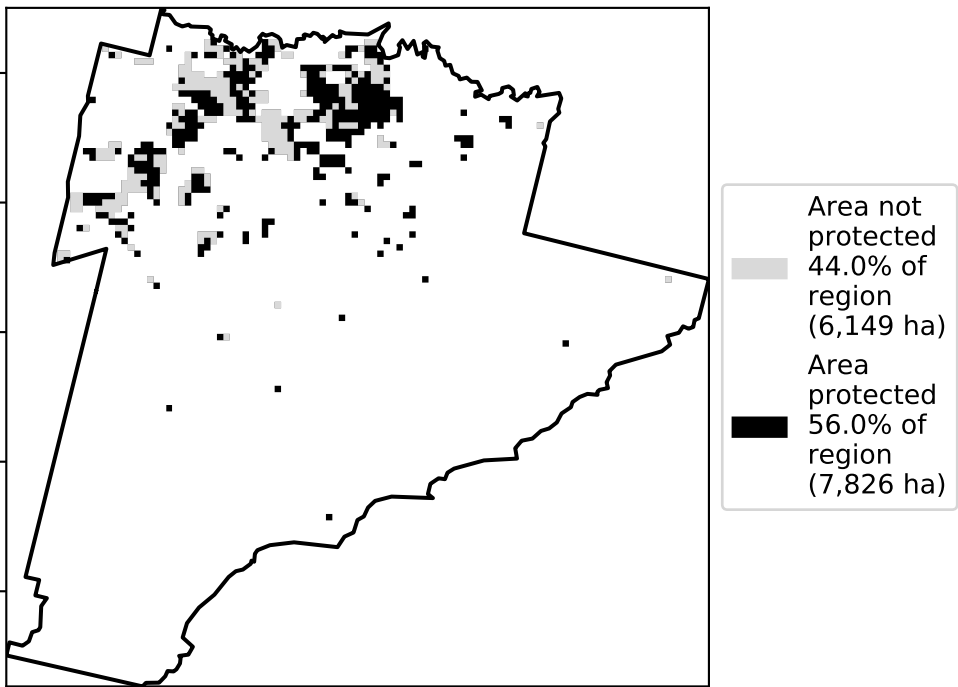 Area not
protected
44.0% of
region
(6,149 ha)
Area
protected
56.0% of
region
(7,826 ha)